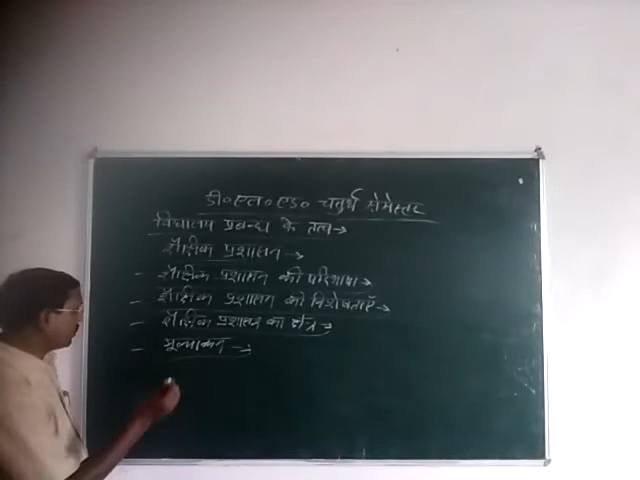 डी०एल०एड० चतुर्थ सेमेस्टर
विद्यालय प्रबन्ध के तत्व→
शैक्षिक प्रशासन →
- शैक्षिक प्रशासन की परिभाषा→
- शैक्षिक प्रशासन की विशेषताएँ→
- शैक्षिक प्रशासन का क्षेत्र→
- मूल्यांकन →